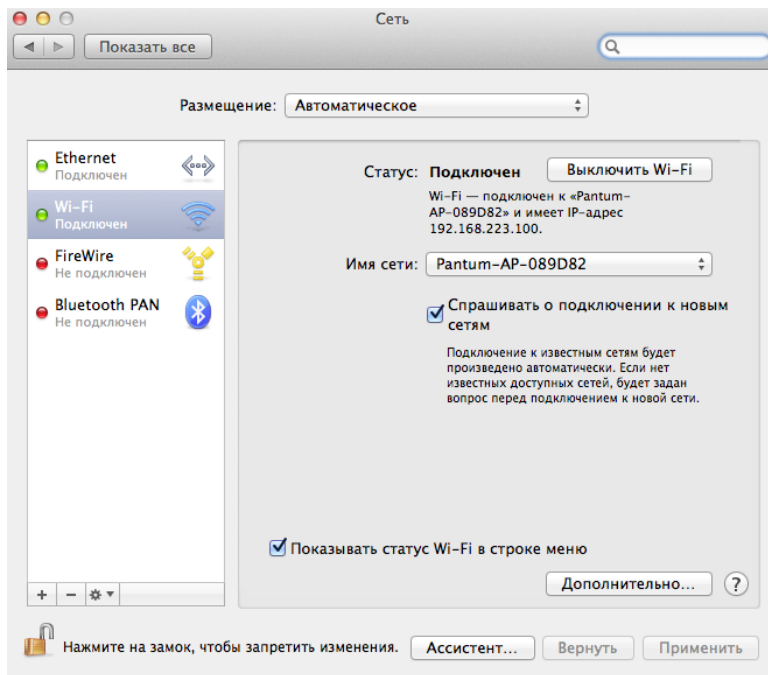 Сеть
Показать все
Размещение: Автоматическое
Ethernet
Подключен
Wi-Fi
Подключен
FireWire
Не подключен
Bluetooth PAN
Не подключен
Статус: Подключен
Выключить Wi-Fi
Wi-Fi — подключен к «Pantum-
AP-089D82» и имеет IP-адрес
192.168.223.100.
Имя сети: Pantum-AP-089D82
Спрашивать о подключении к новым
сетям
Подключение к известным сетям будет
произведено автоматически. Если нет
известных доступных сетей, будет задан
вопрос перед подключением к новой сети.
Показывать статус Wi-Fi в строке меню
Дополнительно... ?
+ −
Нажмите на замок, чтобы запретить изменения. Ассистент... Вернуть Применить